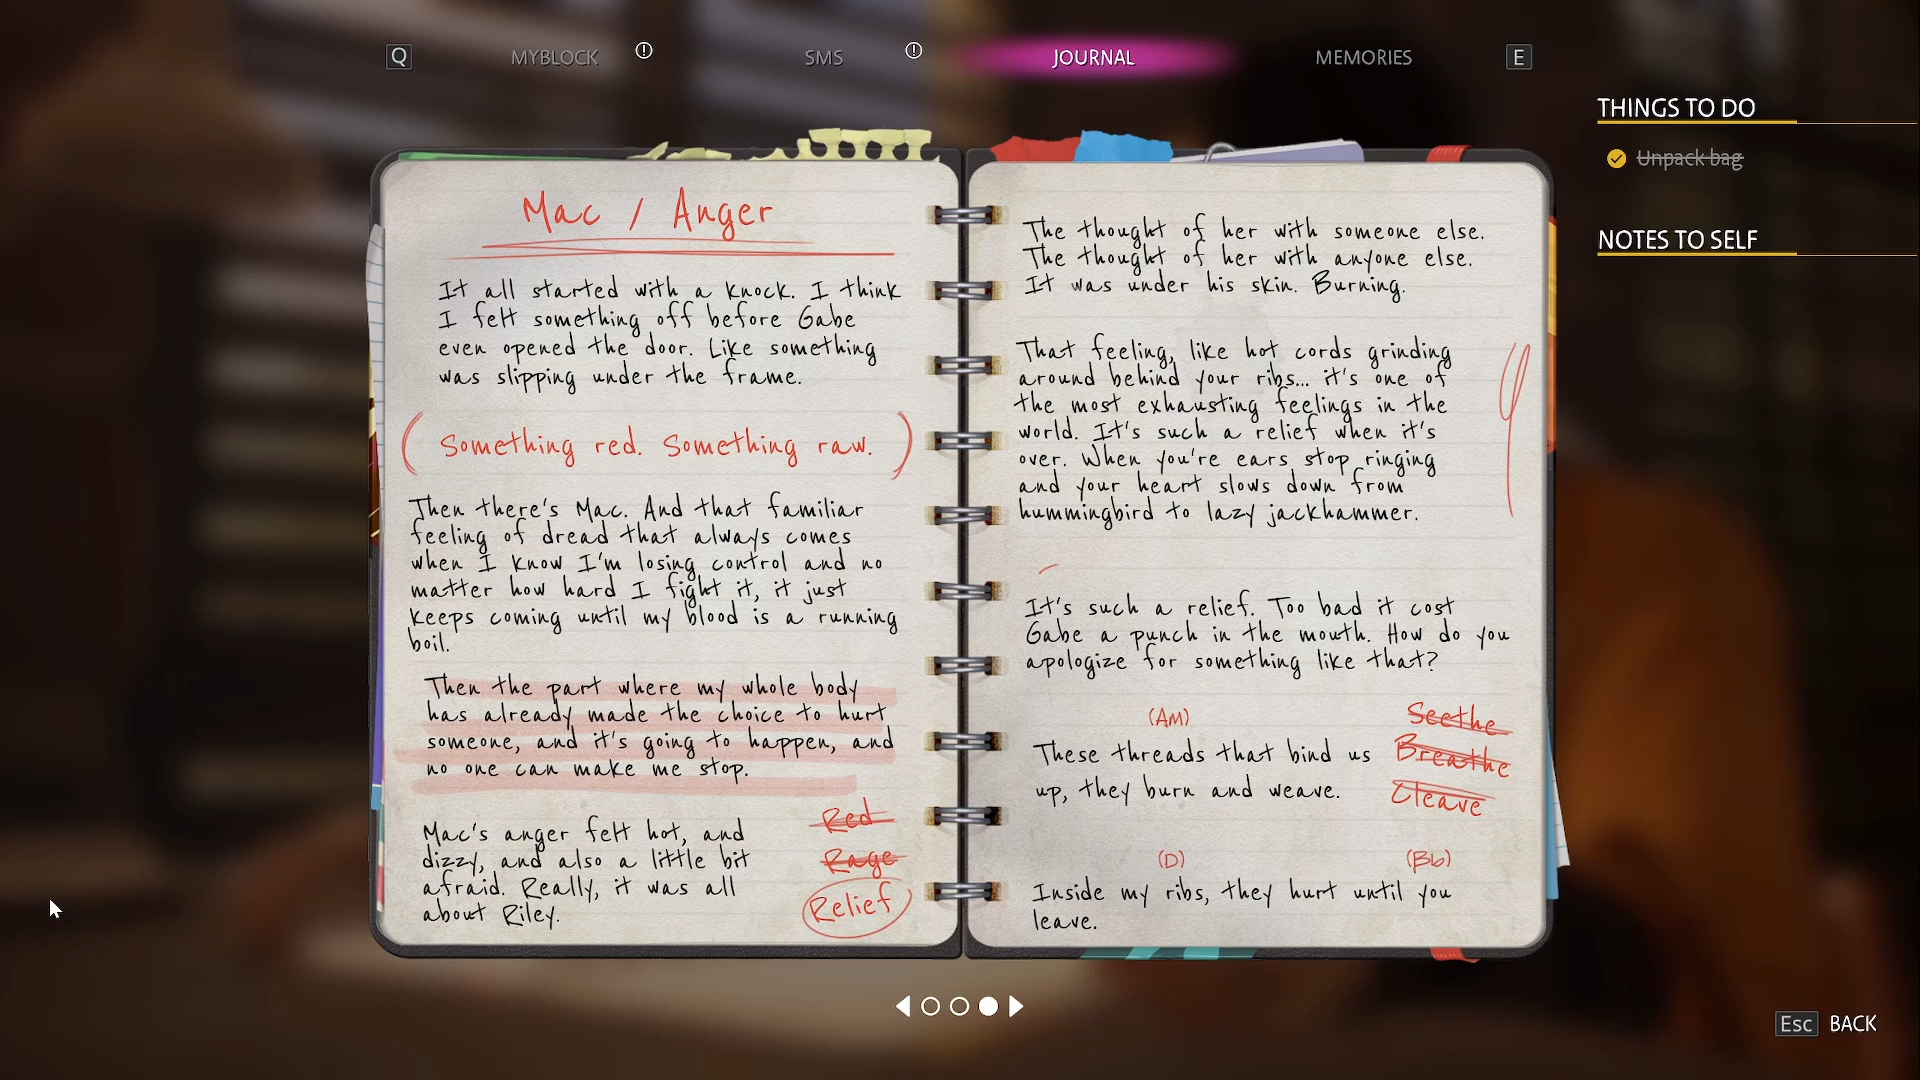 Q
MYBLOCK
SMS
JOURNAL
MEMORIES
E
THINGS TO DO
Unpack bag
NOTES TO SELF
Mac / Anger
It all started with a knock. I think
I felt something off before Gabe
even opened the door. Like something
was slipping under the frame.
(Something red. Something raw.)
Then there's Mac. And that familiar
feeling of dread that always comes
when I know I'm losing control and no
matter how hard I fight it, it just
keeps coming until my blood is a running
boil.
Then the part where my whole body
has already made the choice to hurt
someone, and it's going to happen, and
no one can make me stop.
Mac's anger felt hot, and
dizzy, and also a little bit
afraid. Really, it was all
about Riley.
Red
Rage
Relief
The thought of her with someone else.
The thought of her with anyone else.
It was under his skin. Burning.
That feeling, like hot cords grinding
around behind your ribs... it's one of
the most exhausting feelings in the
world. It's such a relief when it's
over. When you're ears stop ringing
and your heart slows down from
hummingbird to lazy jackhammer.
It's such a relief. Too bad it cost
Gabe a punch in the mouth. How do you
apologize for something like that?
(AM)
These threads that bind us
up, they burn and weave.
Seethe
Breathe
Cleave
(D) (Bb)
Inside my ribs, they hurt until you
leave.
Esc BACK